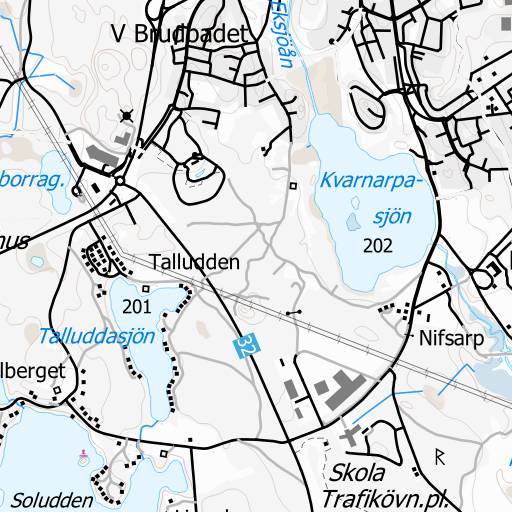 V Brudbadet
Eksjöån
borrag.
Kvarnarpa-
sjön
202
Talludden
201
Talluddasjön
32
Nifsarp
lberget
Skola
Trafikövn.pl.
Soludden